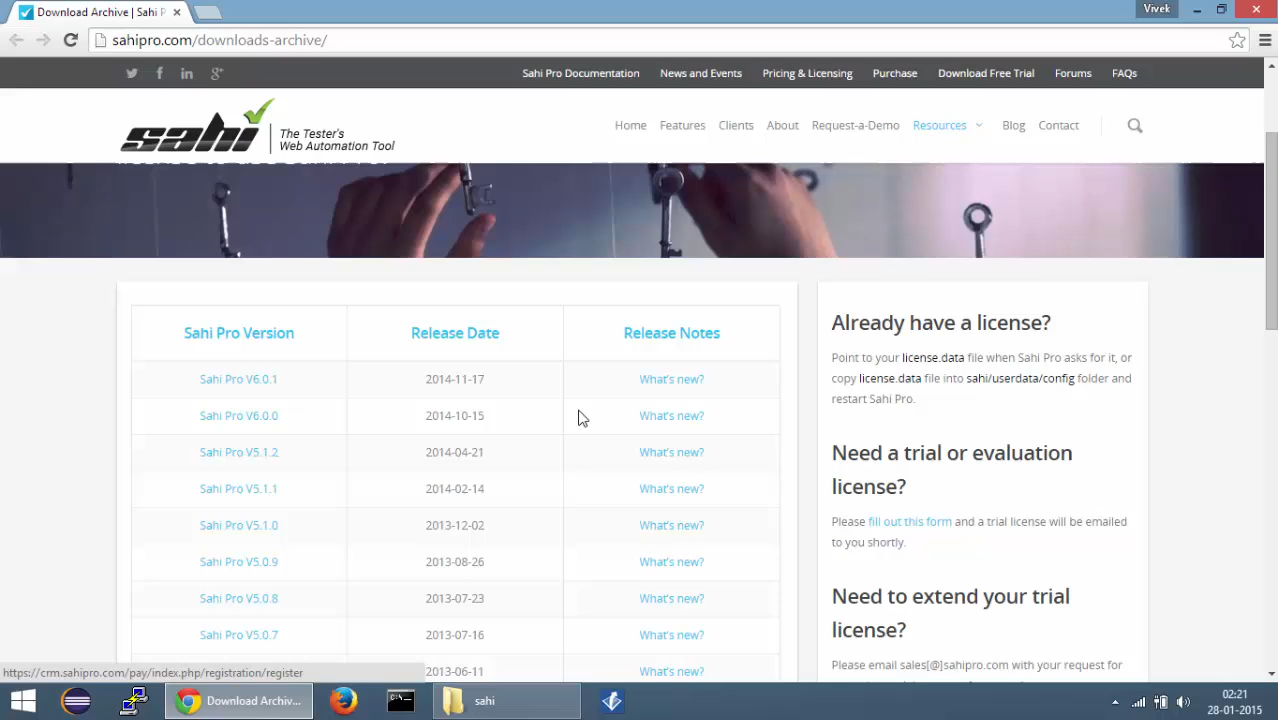 Download Archive | Sahi P
Vivek
sahipro.com/downloads-archive/
Sahi Pro Documentation News and Events Pricing & Licensing Purchase Download Free Trial Forums FAQs
sahi The Tester's
Web Automation Tool
Home Features Clients About Request-a-Demo Resources Blog Contact
Sahi Pro Version Release Date Release Notes
Sahi Pro V6.0.1 2014-11-17 What's new?
Sahi Pro V6.0.0 2014-10-15 What's new?
Sahi Pro V5.1.2 2014-04-21 What's new?
Sahi Pro V5.1.1 2014-02-14 What's new?
Sahi Pro V5.1.0 2013-12-02 What's new?
Sahi Pro V5.0.9 2013-08-26 What's new?
Sahi Pro V5.0.8 2013-07-23 What's new?
Sahi Pro V5.0.7 2013-07-16 What's new?
2013-06-11 What's new?
Already have a license?
Point to your license.data file when Sahi Pro asks for it, or
copy license.data file into sahi/userdata/config folder and
restart Sahi Pro.
Need a trial or evaluation
license?
Please fill out this form and a trial license will be emailed
to you shortly.
Need to extend your trial
license?
Please email sales[@]sahipro.com with your request for
https://crm.sahipro.com/pay/index.php/registration/register
Download Archiv... sahi
02:21
28-01-2015